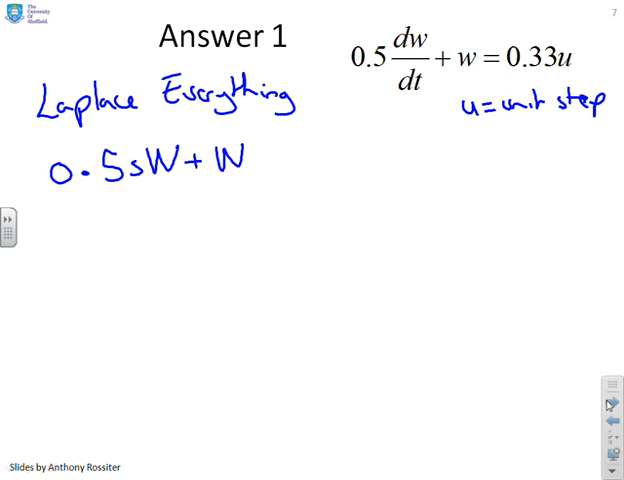 The
University
Of
Sheffield.
7
Answer 1
0.5 dw/dt + w = 0.33u
Laplace Everything
u = unit step
0.5sW + W
Slides by Anthony Rossiter